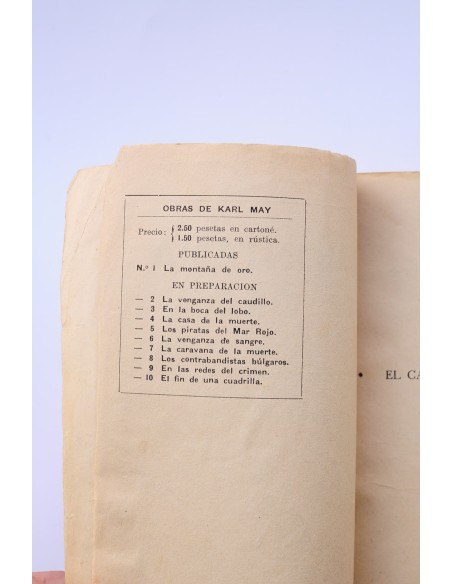 OBRAS DE KARL MAY
Precio: { 2.50 pesetas en cartoné.
1.50 pesetas, en rústica.
PUBLICADAS
N.º 1 La montaña de oro.
EN PREPARACION
— 2 La venganza del caudillo.
— 3 En la boca del lobo.
— 4 La casa de la muerte.
— 5 Los piratas del Mar Rojo.
— 6 La venganza de sangre.
— 7 La caravana de la muerte.
— 8 Los contrabandistas búlgaros.
— 9 En las redes del crimen.
— 10 El fin de una cuadrilla.
EL CA